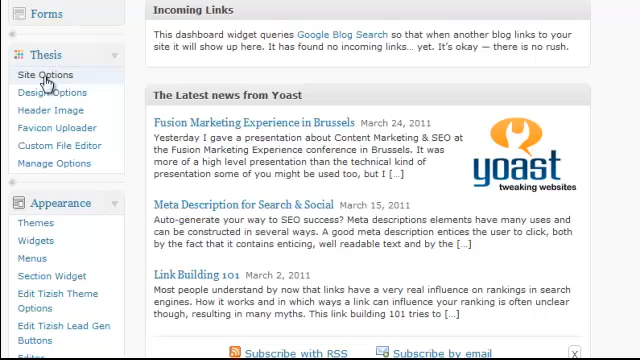 Forms
Thesis
Site Options
Design Options
Header Image
Favicon Uploader
Custom File Editor
Manage Options
Appearance
Themes
Widgets
Menus
Section Widget
Edit Tizish Theme
Options
Edit Tizish Lead Gen
Buttons
Editor
Incoming Links
This dashboard widget queries Google Blog Search so that when another blog links to your
site it will show up here. It has found no incoming links… yet. It's okay — there is no rush.
The Latest news from Yoast
Fusion Marketing Experience in Brussels March 24, 2011
Yesterday I gave a presentation about Content Marketing & SEO at
the Fusion Marketing Experience conference in Brussels. It was
more of a high level presentation than the technical kind of
presentation some of you might be used too, but I […]
yoast
tweaking websites
Meta Description for Search & Social March 15, 2011
Auto-generate your way to SEO success? Meta descriptions elements have many uses and
can be constructed in several ways. A good meta description entices the user to click, both
by the fact that it contains enticing, well readable text and by the […]
Link Building 101 March 2, 2011
Most people understand by now that links have a very real influence on rankings in search
engines. How it works and in which ways a link can influence your ranking is often unclear
though, resulting in many myths. This link building 101 tries to […]
Subscribe with RSS Subscribe by email X